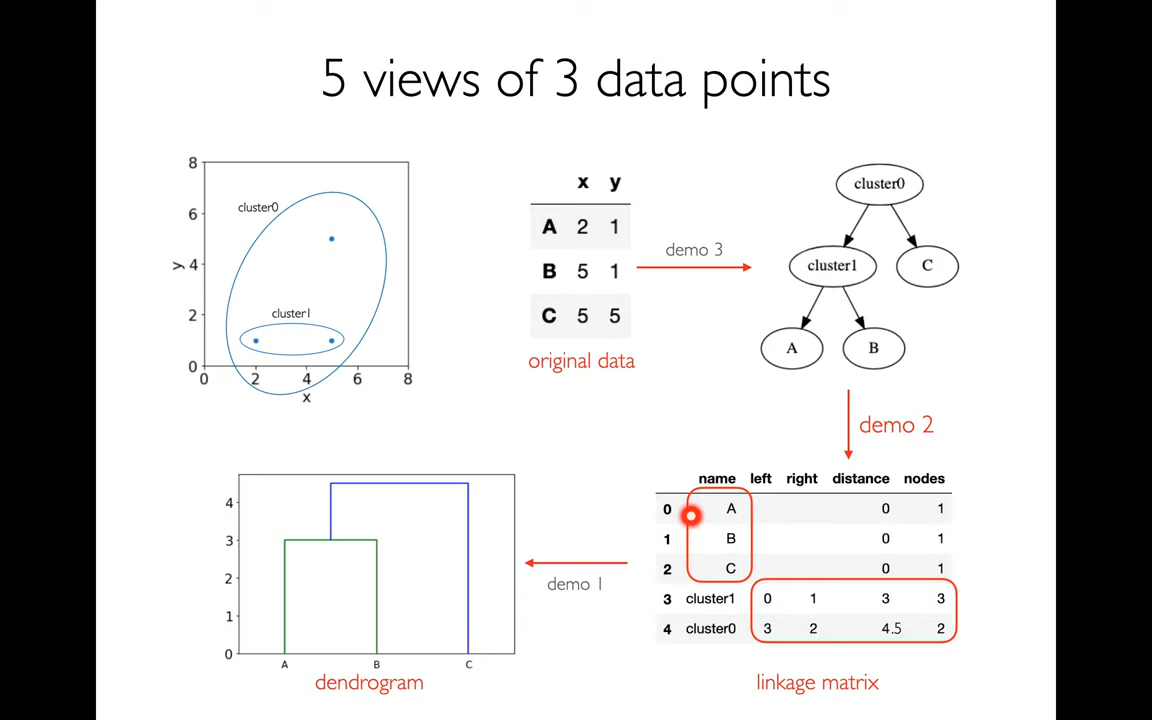 5 views of 3 data points
8
6
4
2
0
y
cluster0
cluster1
0 2 4 6 8
x
x y
A 2 1
B 5 1
C 5 5
original data
demo 3
cluster0
cluster1 C
A B
demo 2
name left right distance nodes
0 A 0 1
1 B 0 1
2 C 0 1
3 cluster1 0 1 3 3
4 cluster0 3 2 4.5 2
linkage matrix
demo 1
4
3
2
1
0
A B C
dendrogram